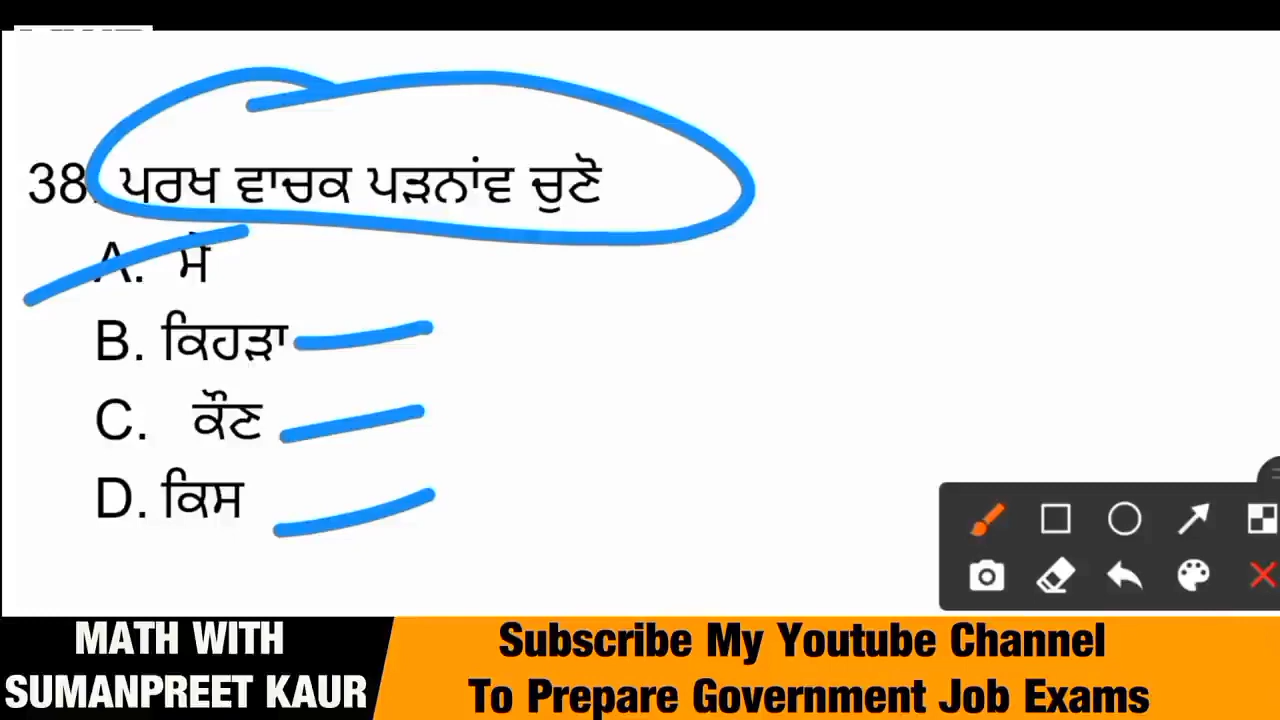 38. ਪਰਖ ਵਾਚਕ ਪੜਨਾਂਵ ਚੁਣੋ
A. ਮੈਂ
B. ਕਿਹੜਾ
C. ਕੌਣ
D. ਕਿਸ
MATH WITH
SUMANPREET KAUR
Subscribe My Youtube Channel
To Prepare Government Job Exams